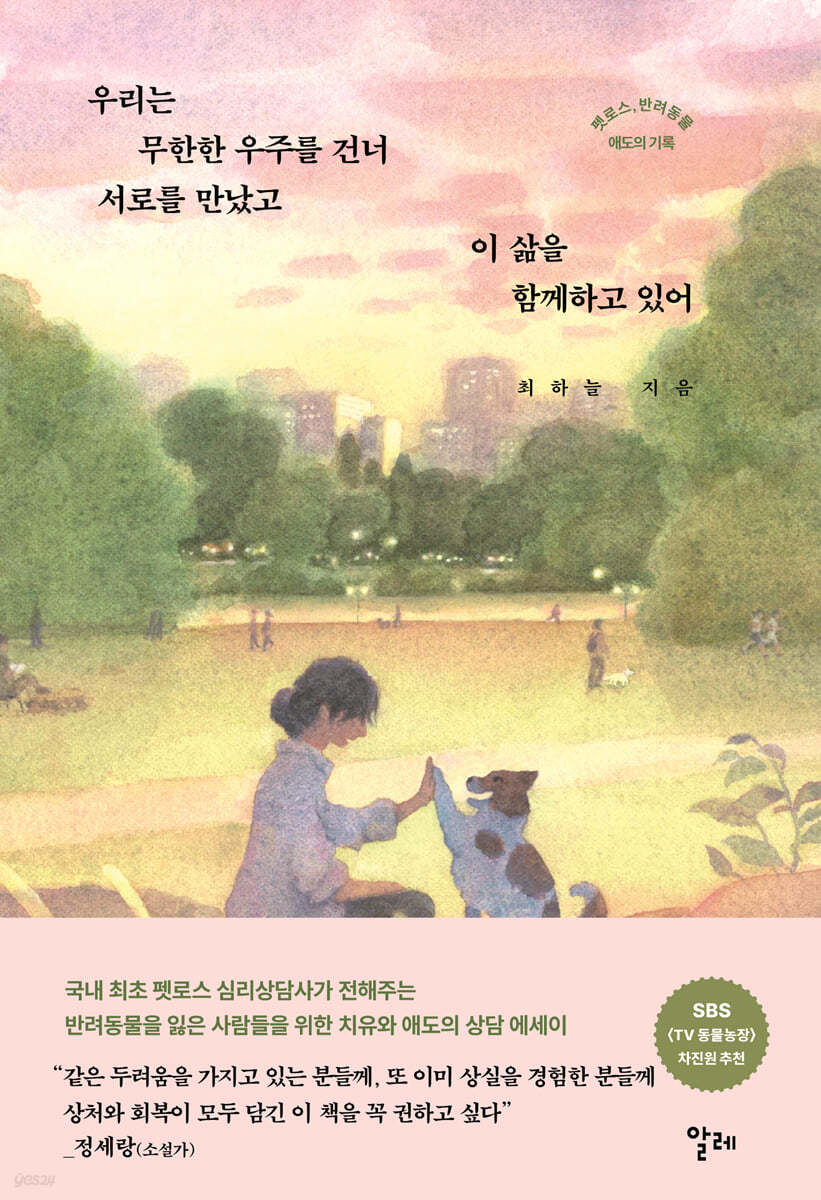 우리는
무한한 우주를 건너
서로를 만났고
펫로스, 반려동물
애도의 기록
이 삶을
함께하고 있어
최하늘 지음
국내 최초 펫로스 심리상담사가 전해주는
반려동물을 잃은 사람들을 위한 치유와 애도의 상담 에세이
SBS
〈TV 동물농장〉
차진원 추천
“같은 두려움을 가지고 있는 분들께, 또 이미 상실을 경험한 분들께
상처와 회복이 모두 담긴 이 책을 꼭 권하고 싶다”
_정세랑(소설가)
알레
yes24